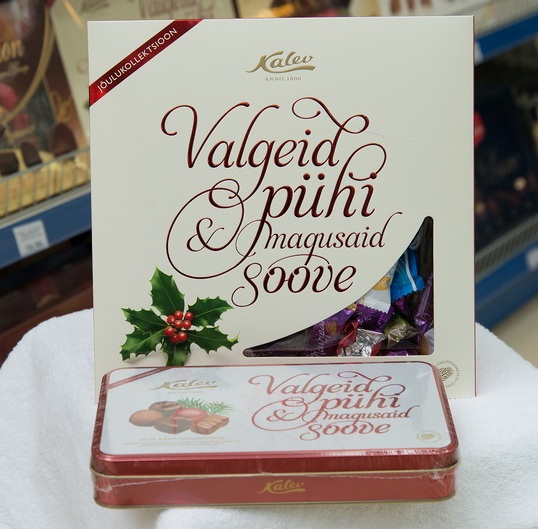 JÕULUKOLLEKTSIOON
Kalev
ANNO 1806
Valgeid
pühi
& magusaid
soove
Kalev
Valgeid
pühi
& magusaid
soove
Kalev